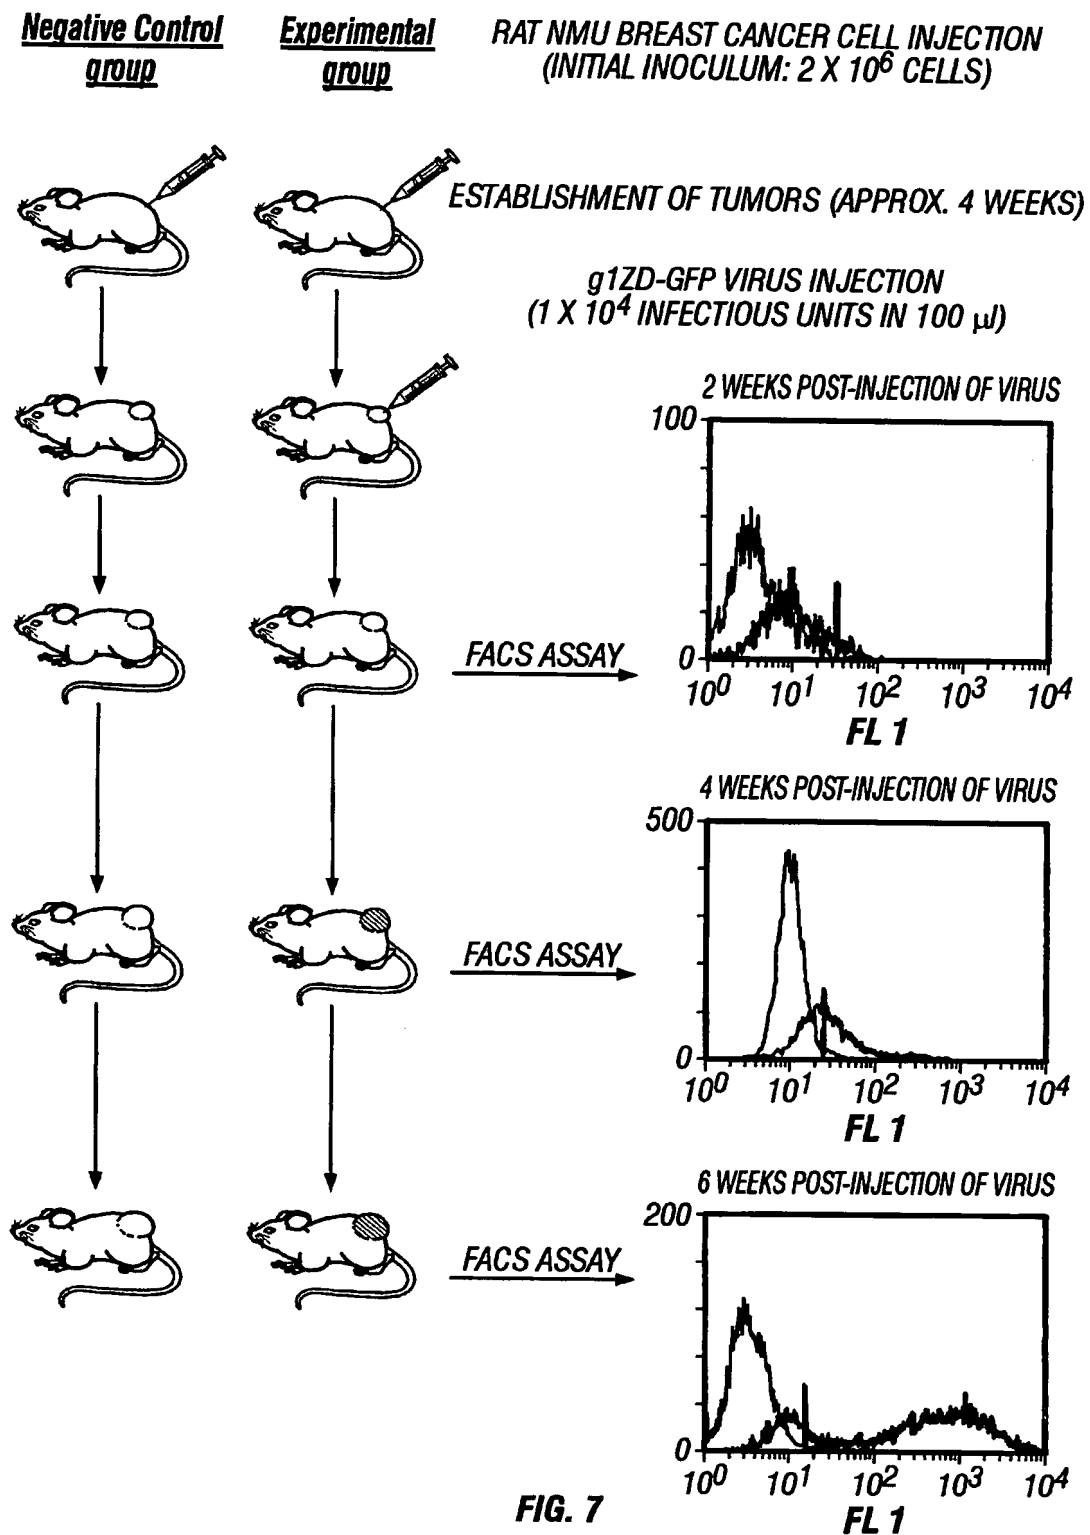 Negative Control
group
Experimental
group
RAT NMU BREAST CANCER CELL INJECTION
(INITIAL INOCULUM: 2 X 10⁶ CELLS)
ESTABLISHMENT OF TUMORS (APPROX. 4 WEEKS)
g1ZD-GFP VIRUS INJECTION
(1 X 10⁴ INFECTIOUS UNITS IN 100 µl)
2 WEEKS POST-INJECTION OF VIRUS
100
0
10⁰ 10¹ 10² 10³ 10⁴
FL 1
FACS ASSAY
4 WEEKS POST-INJECTION OF VIRUS
500
0
10⁰ 10¹ 10² 10³ 10⁴
FL 1
FACS ASSAY
6 WEEKS POST-INJECTION OF VIRUS
200
0
10⁰ 10¹ 10² 10³ 10⁴
FL 1
FACS ASSAY
FIG. 7